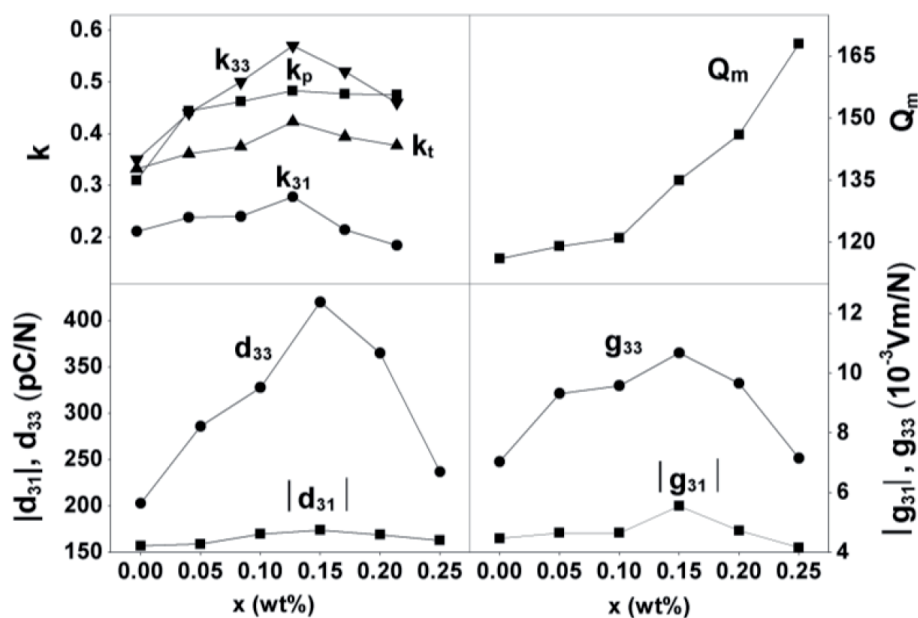 0.6
0.5
0.4
0.3
0.2
k
k33
kp
kt
k31
Qm
165
150
135
120
Qm
400
350
300
250
200
150
|d31|, d33 (pC/N)
d33
|d31|
g33
|g31|
12
10
8
6
4
|g31|, g33 (10-3Vm/N)
0.00 0.05 0.10 0.15 0.20 0.25
0.00 0.05 0.10 0.15 0.20 0.25
x (wt%)
x (wt%)